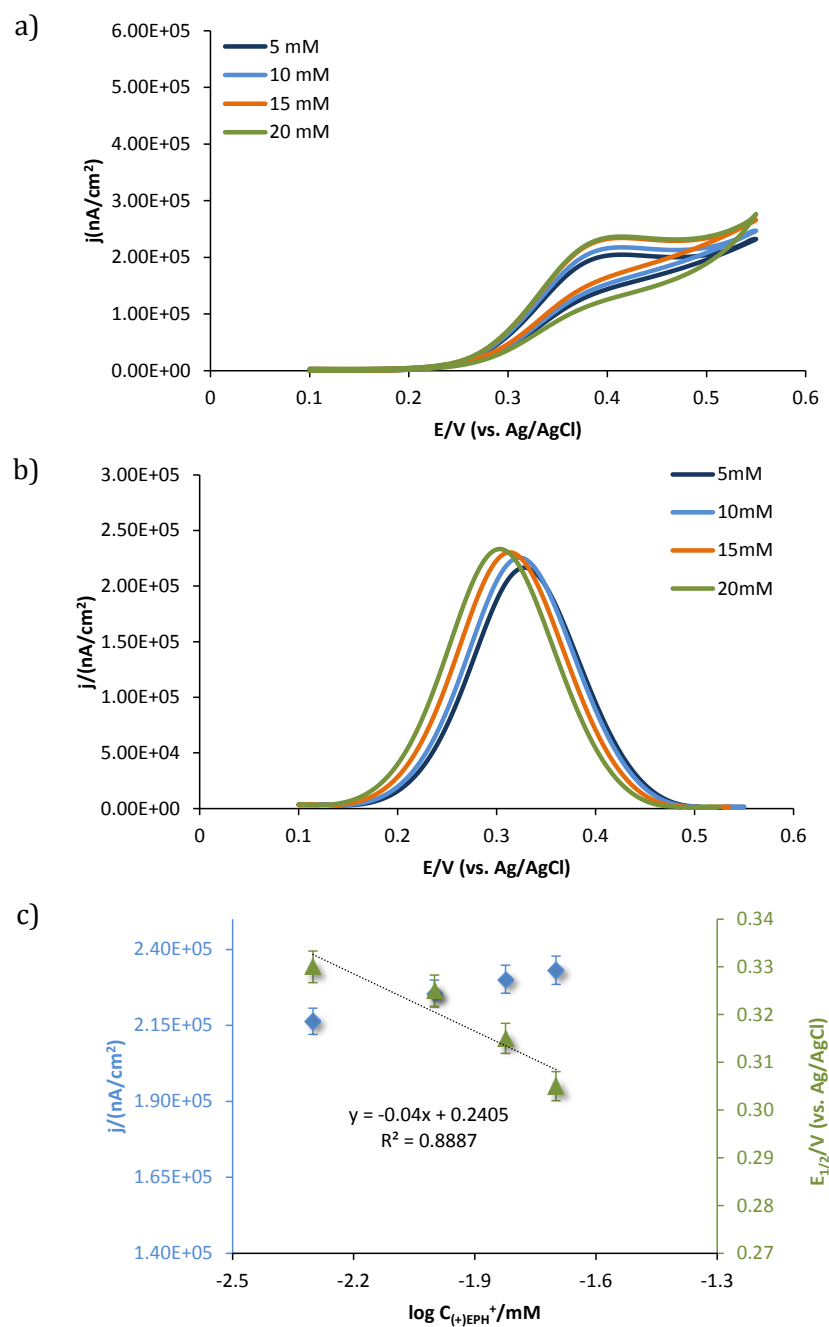 a)
6.00E+05
5.00E+05
4.00E+05
3.00E+05
2.00E+05
1.00E+05
0.00E+00
j(nA/cm²)
5 mM
10 mM
15 mM
20 mM
0 0.1 0.2 0.3 0.4 0.5 0.6
E/V (vs. Ag/AgCl)
b)
3.00E+05
2.50E+05
2.00E+05
1.50E+05
1.00E+05
5.00E+04
0.00E+00
j/(nA/cm²)
5mM
10mM
15mM
20mM
0 0.1 0.2 0.3 0.4 0.5 0.6
E/V (vs. Ag/AgCl)
c)
2.40E+05
2.15E+05
1.90E+05
1.65E+05
1.40E+05
j/(nA/cm²)
y = -0.04x + 0.2405
R² = 0.8887
0.34
0.33
0.32
0.31
0.30
0.29
0.28
0.27
E₁/₂/V (vs. Ag/AgCl)
-2.5 -2.2 -1.9 -1.6 -1.3
log C₍₊₎EPH⁺/mM